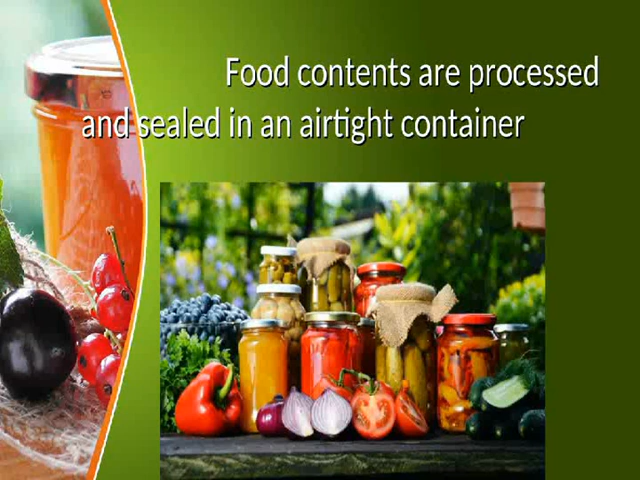 Food contents are processed
and sealed in an airtight container